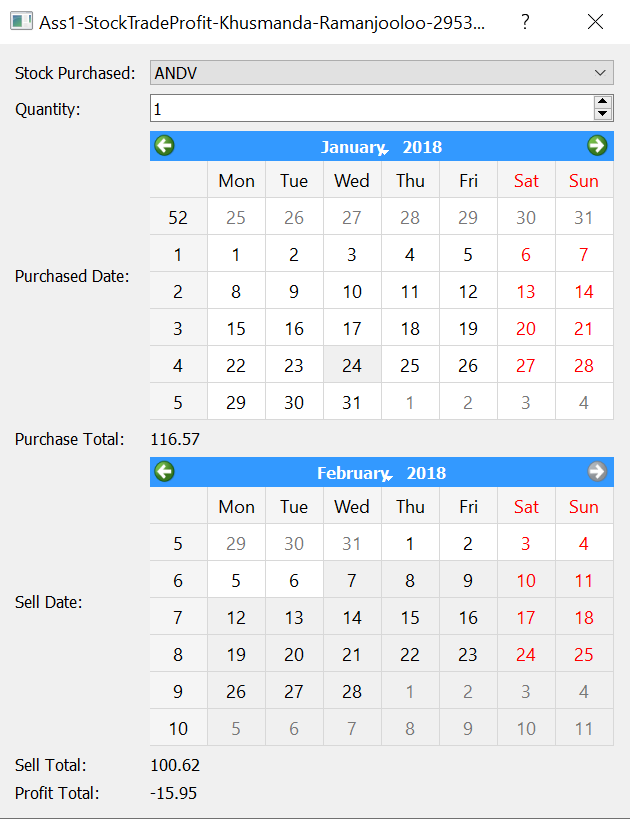 Ass1-StockTradeProfit-Khusmanda-Ramanjooloo-2953... ?
Stock Purchased: ANDV
Quantity: 1
January, 2018
Mon Tue Wed Thu Fri Sat Sun
52 25 26 27 28 29 30 31
1 1 2 3 4 5 6 7
Purchased Date:
2 8 9 10 11 12 13 14
3 15 16 17 18 19 20 21
4 22 23 24 25 26 27 28
5 29 30 31 1 2 3 4
Purchase Total: 116.57
February, 2018
Mon Tue Wed Thu Fri Sat Sun
5 29 30 31 1 2 3 4
6 5 6 7 8 9 10 11
Sell Date:
7 12 13 14 15 16 17 18
8 19 20 21 22 23 24 25
9 26 27 28 1 2 3 4
10 5 6 7 8 9 10 11
Sell Total: 100.62
Profit Total: -15.95